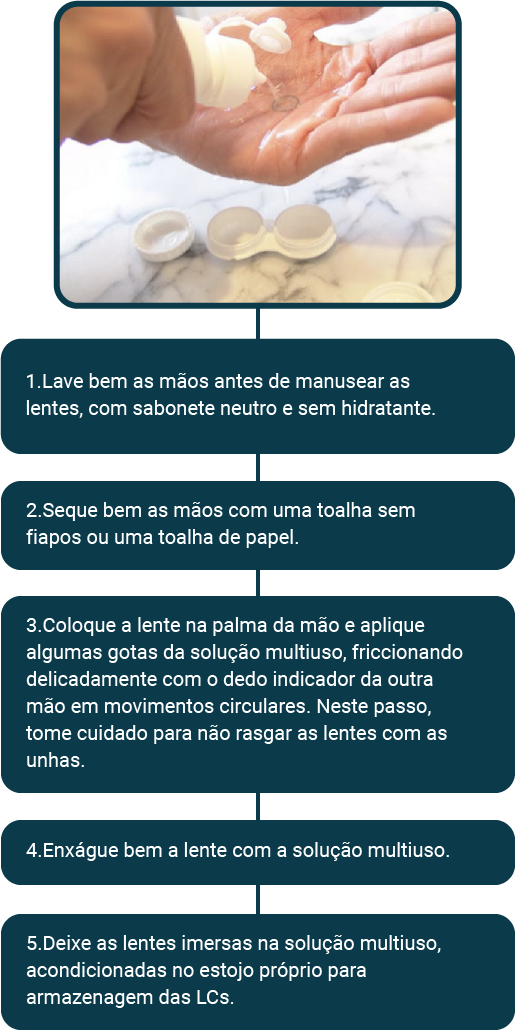 1.Lave bem as mãos antes de manusear as
lentes, com sabonete neutro e sem hidratante.
2.Seque bem as mãos com uma toalha sem
fiapos ou uma toalha de papel.
3.Coloque a lente na palma da mão e aplique
algumas gotas da solução multiuso, friccionando
delicadamente com o dedo indicador da outra
mão em movimentos circulares. Neste passo,
tome cuidado para não rasgar as lentes com as
unhas.
4.Enxágue bem a lente com a solução multiuso.
5.Deixe as lentes imersas na solução multiuso,
acondicionadas no estojo próprio para
armazenagem das LCs.